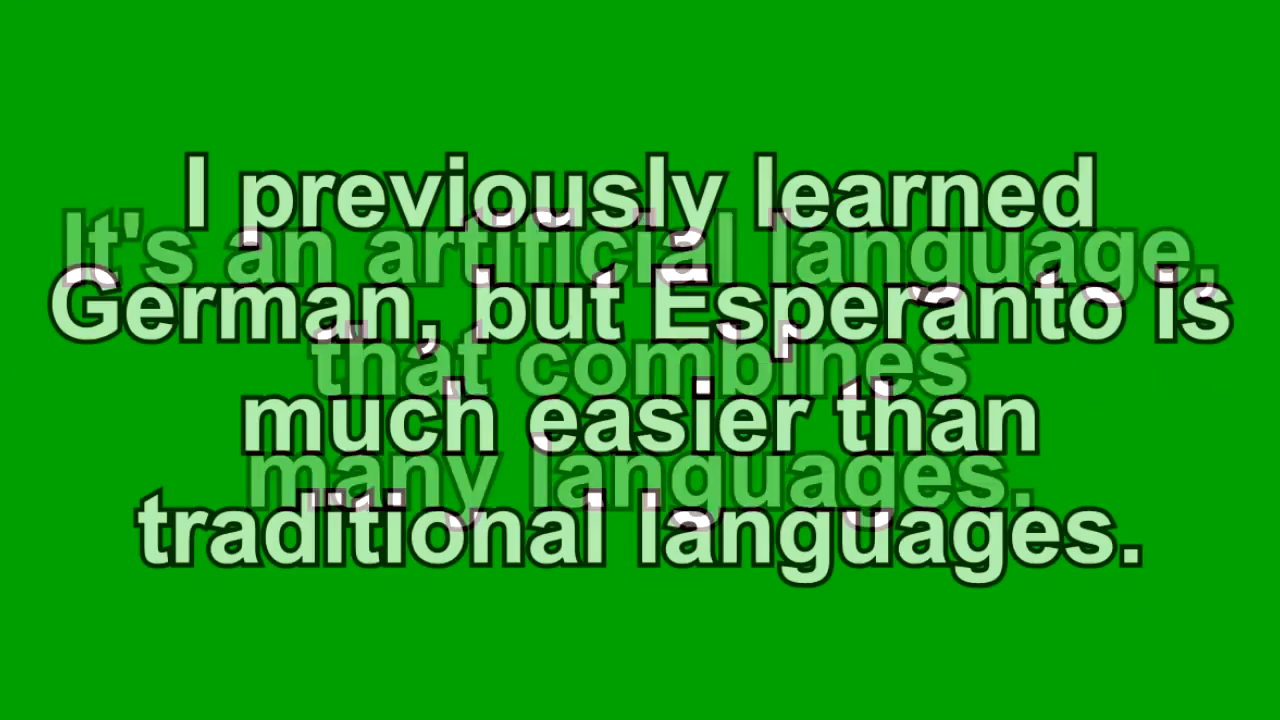 I previously learned
German, but Esperanto is
much easier than
traditional languages.
It's an artificial language,
that combines
many languages.